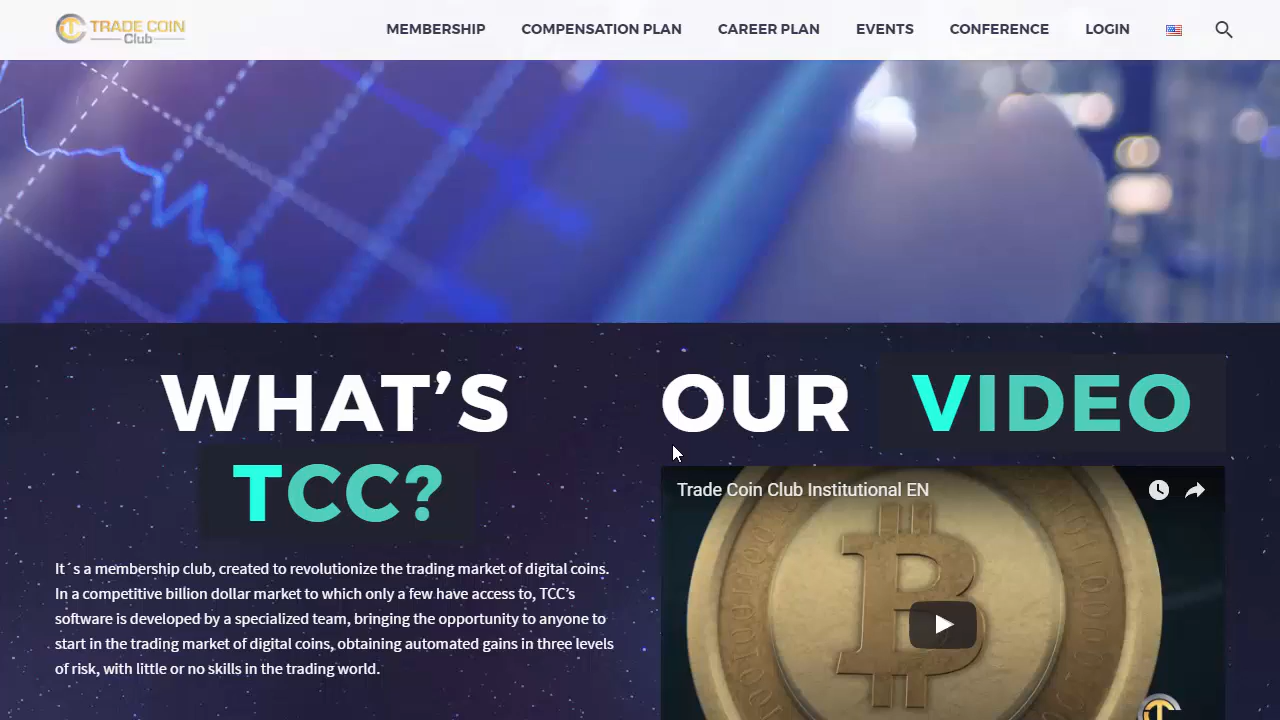 TRADE COIN
Club
MEMBERSHIP COMPENSATION PLAN CAREER PLAN EVENTS CONFERENCE LOGIN
WHAT'S
TCC?
It´s a membership club, created to revolutionize the trading market of digital coins.
In a competitive billion dollar market to which only a few have access to, TCC's
software is developed by a specialized team, bringing the opportunity to anyone to
start in the trading market of digital coins, obtaining automated gains in three levels
of risk, with little or no skills in the trading world.
OUR VIDEO
Trade Coin Club Institutional EN